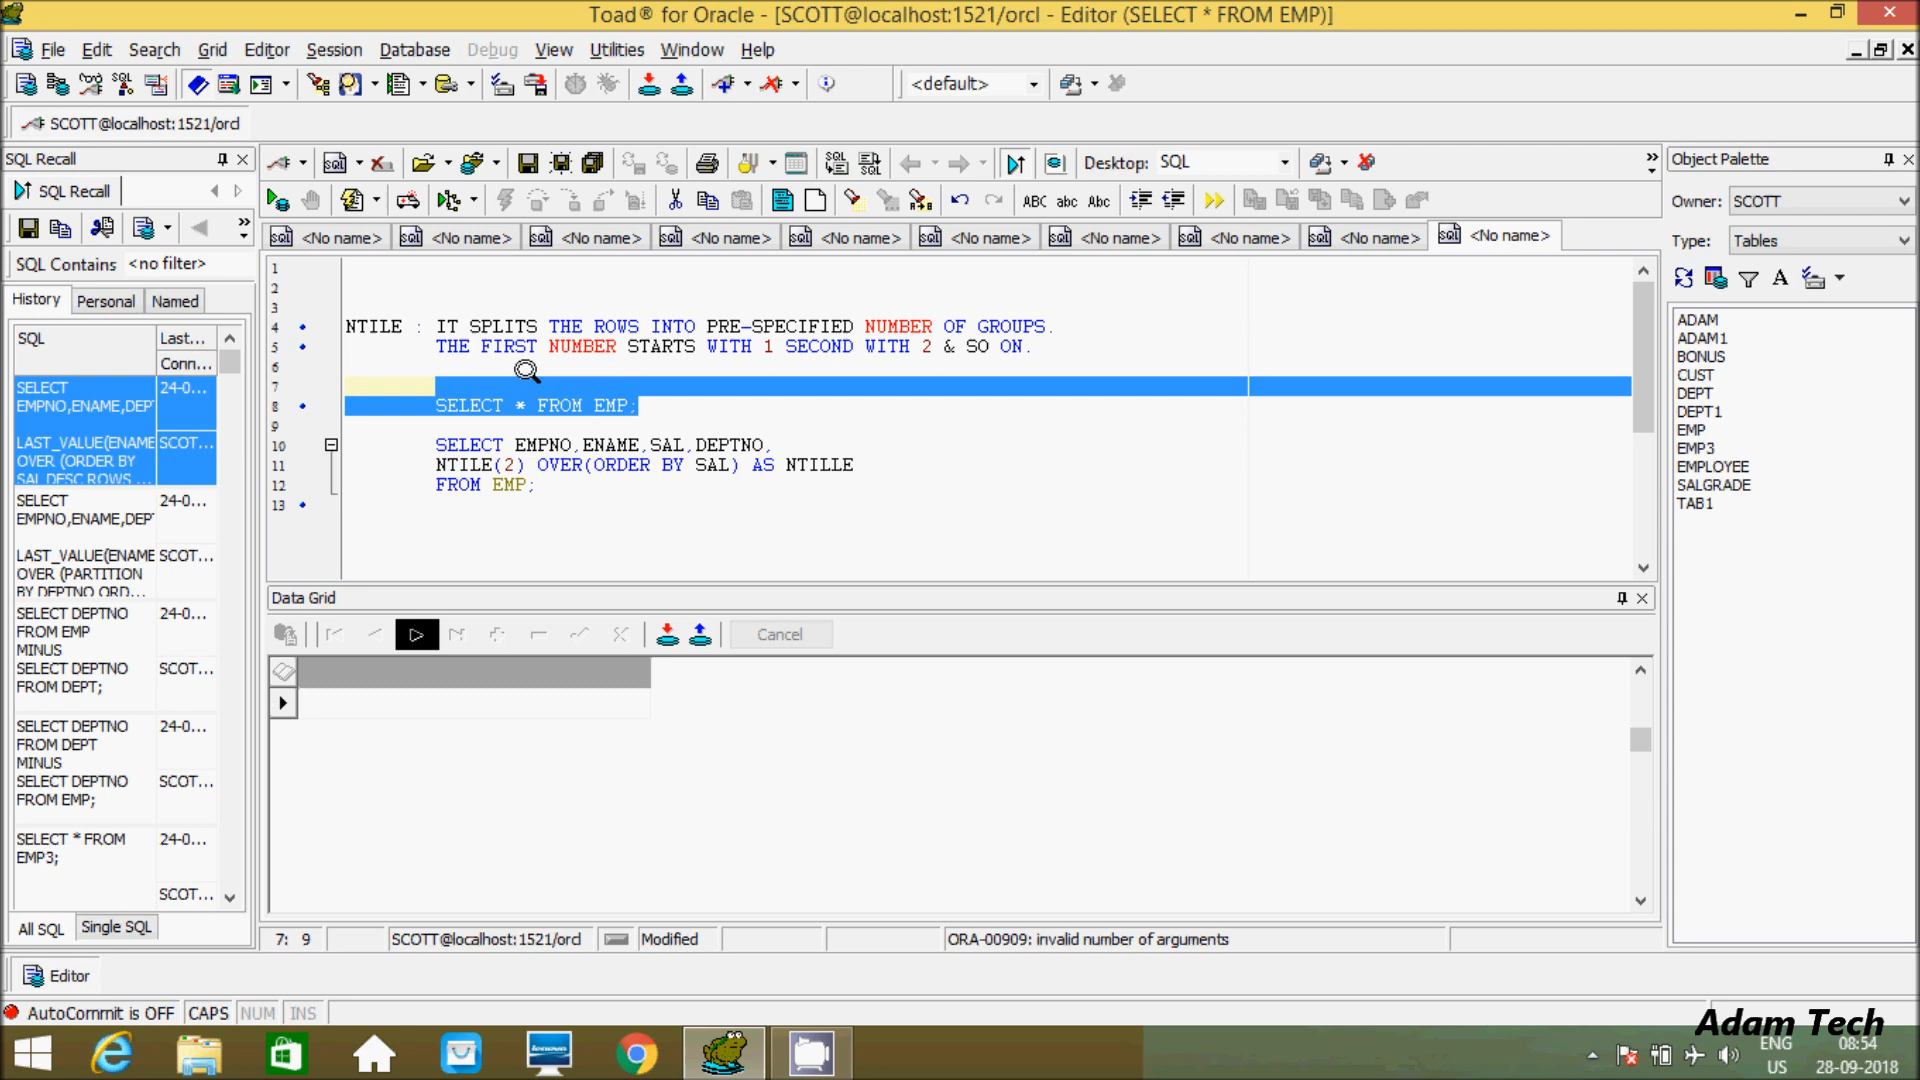 Toad® for Oracle - [SCOTT@localhost:1521/orcl - Editor (SELECT * FROM EMP)]
File Edit Search Grid Editor Session Database Debug View Utilities Window Help
<default>
SCOTT@localhost:1521/orcl
SQL Recall
SQL Recall
SQL Contains <no filter>
History Personal Named
SQL Last...
Conn...
SELECT 24-0...
EMPNO,ENAME,DEPT
LAST_VALUE(ENAME SCOT...
OVER (ORDER BY
SAL DESC ROWS ...
SELECT 24-0...
EMPNO,ENAME,DEPT
LAST_VALUE(ENAME SCOT...
OVER (PARTITION
BY DEPTNO ORD...
SELECT DEPTNO 24-0...
FROM EMP
MINUS
SELECT DEPTNO SCOT...
FROM DEPT;
SELECT DEPTNO 24-0...
FROM DEPT
MINUS
SELECT DEPTNO SCOT...
FROM EMP;
SELECT * FROM 24-0...
EMP3;
SCOT...
All SQL Single SQL
Desktop: SQL
ABC abc Abc
<No name> <No name> <No name> <No name> <No name> <No name> <No name> <No name> <No name> <No name>
1
2
3
4 NTILE : IT SPLITS THE ROWS INTO PRE-SPECIFIED NUMBER OF GROUPS.
5 THE FIRST NUMBER STARTS WITH 1 SECOND WITH 2 & SO ON.
6
7
8 SELECT * FROM EMP;
9
10 SELECT EMPNO,ENAME,SAL,DEPTNO,
11 NTILE(2) OVER(ORDER BY SAL) AS NTILLE
12 FROM EMP;
13
Data Grid
Cancel
7: 9 SCOTT@localhost:1521/orcl Modified ORA-00909: invalid number of arguments
Object Palette
Owner: SCOTT
Type: Tables
ADAM
ADAM1
BONUS
CUST
DEPT
DEPT1
EMP
EMP3
EMPLOYEE
SALGRADE
TAB1
Editor
AutoCommit is OFF CAPS NUM INS
Adam Tech
ENG 08:54
US 28-09-2018